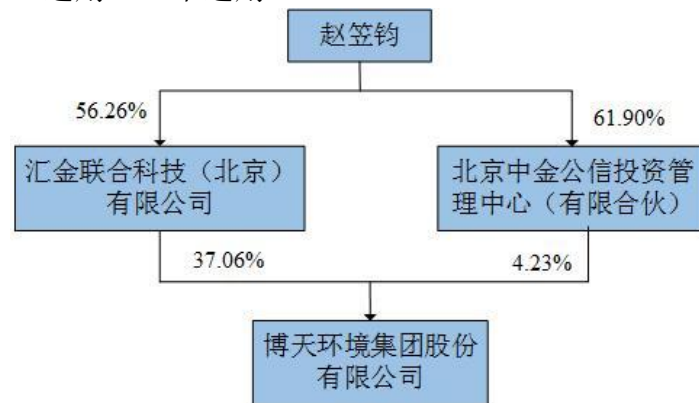 赵笠钧
56.26%
61.90%
汇金联合科技（北京）
有限公司
北京中金公信投资管
理中心（有限合伙）
37.06%
4.23%
博天环境集团股份
有限公司